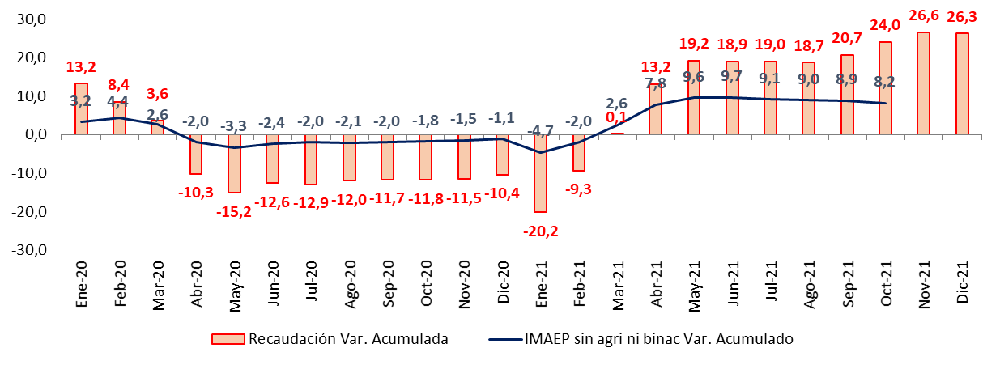 30,0
20,0
10,0
0,0
-10,0
-20,0
-30,0
13,2 8,4 3,6 -10,3 -15,2 -12,6 -12,9 -12,0 -11,7 -11,8 -11,5 -10,4 -20,2 -9,3 0,1 13,2 19,2 18,9 19,0 18,7 20,7 24,0 26,6 26,3
3,2 4,4 2,6 -2,0 -3,3 -2,4 -2,0 -2,1 -2,0 -1,8 -1,5 -1,1 -4,7 -2,0 2,6 7,8 9,6 9,7 9,1 9,0 8,9 8,2
Ene-20 Feb-20 Mar-20 Abr-20 May-20 Jun-20 Jul-20 Ago-20 Sep-20 Oct-20 Nov-20 Dic-20 Ene-21 Feb-21 Mar-21 Abr-21 May-21 Jun-21 Jul-21 Ago-21 Sep-21 Oct-21 Nov-21 Dic-21
Recaudación Var. Acumulada IMAEP sin agri ni binac Var. Acumulado